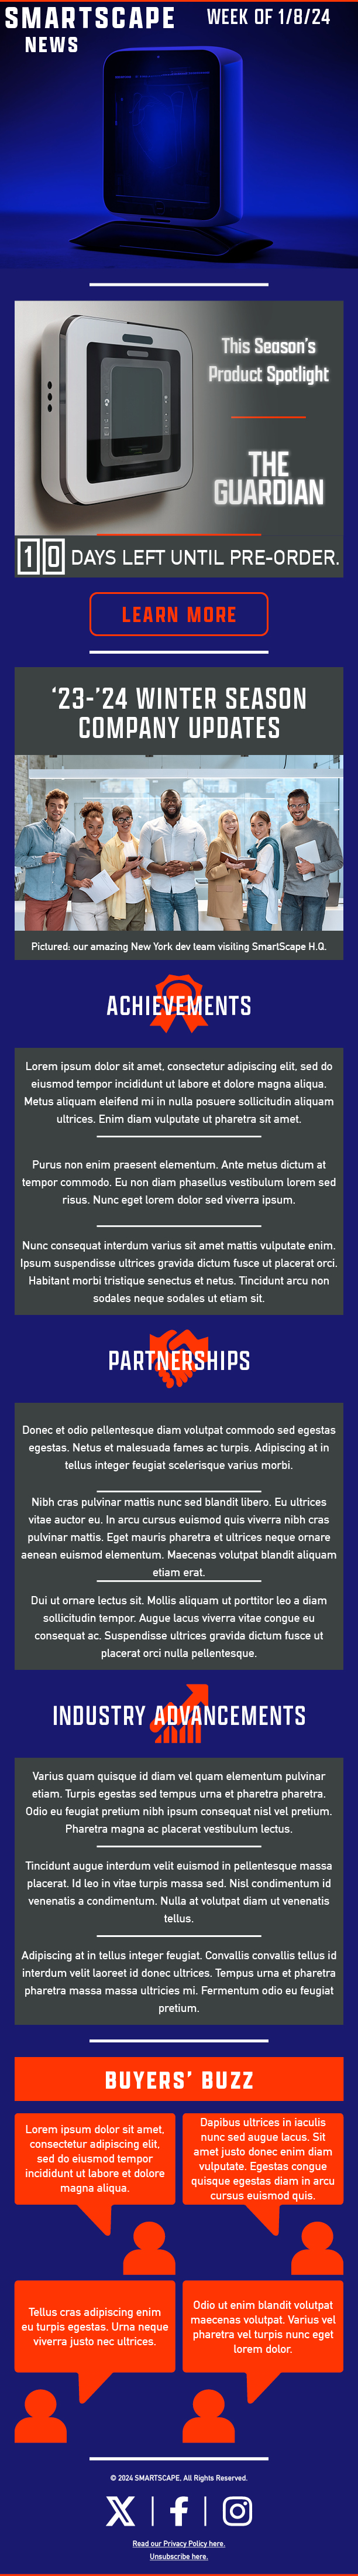 SMARTSCAPE
NEWS
WEEK OF 1/8/24
This Season's
Product Spotlight
THE
GUARDIAN
10 DAYS LEFT UNTIL PRE-ORDER.
LEARN MORE
‘23-’24 WINTER SEASON
COMPANY UPDATES
Pictured: our amazing New York dev team visiting SmartScape H.Q.
ACHIEVEMENTS
Lorem ipsum dolor sit amet, consectetur adipiscing elit, sed do
eiusmod tempor incididunt ut labore et dolore magna aliqua.
Metus aliquam eleifend mi in nulla posuere sollicitudin aliquam
ultrices. Enim diam vulputate ut pharetra sit amet.
Purus non enim praesent elementum. Ante metus dictum at
tempor commodo. Eu non diam phasellus vestibulum lorem sed
risus. Nunc eget lorem dolor sed viverra ipsum.
Nunc consequat interdum varius sit amet mattis vulputate enim.
Ipsum suspendisse ultrices gravida dictum fusce ut placerat orci.
Habitant morbi tristique senectus et netus. Tincidunt arcu non
sodales neque sodales ut etiam sit.
PARTNERSHIPS
Donec et odio pellentesque diam volutpat commodo sed egestas
egestas. Netus et malesuada fames ac turpis. Adipiscing at in
tellus integer feugiat scelerisque varius morbi.
Nibh cras pulvinar mattis nunc sed blandit libero. Eu ultrices
vitae auctor eu. In arcu cursus euismod quis viverra nibh cras
pulvinar mattis. Eget mauris pharetra et ultrices neque ornare
aenean euismod elementum. Maecenas volutpat blandit aliquam
etiam erat.
Dui ut ornare lectus sit. Mollis aliquam ut porttitor leo a diam
sollicitudin tempor. Augue lacus viverra vitae congue eu
consequat ac. Suspendisse ultrices gravida dictum fusce ut
placerat orci nulla pellentesque.
INDUSTRY ADVANCEMENTS
Varius quam quisque id diam vel quam elementum pulvinar
etiam. Turpis egestas sed tempus urna et pharetra pharetra.
Odio eu feugiat pretium nibh ipsum consequat nisl vel pretium.
Pharetra magna ac placerat vestibulum lectus.
Tincidunt augue interdum velit euismod in pellentesque massa
placerat. Id leo in vitae turpis massa sed. Nisl condimentum id
venenatis a condimentum. Nulla at volutpat diam ut venenatis
tellus.
Adipiscing at in tellus integer feugiat. Convallis convallis tellus id
interdum velit laoreet id donec ultrices. Tempus urna et pharetra
pharetra massa massa ultricies mi. Fermentum odio eu feugiat
pretium.
BUYERS’ BUZZ
Lorem ipsum dolor sit amet,
consectetur adipiscing elit,
sed do eiusmod tempor
incididunt ut labore et dolore
magna aliqua.
Dapibus ultrices in iaculis
nunc sed augue lacus. Sit
amet justo donec enim diam
vulputate. Egestas congue
quisque egestas diam in arcu
cursus euismod quis.
Tellus cras adipiscing enim
eu turpis egestas. Urna neque
viverra justo nec ultrices.
Odio ut enim blandit volutpat
maecenas volutpat. Varius vel
pharetra vel turpis nunc eget
lorem dolor.
© 2024 SMARTSCAPE, All Rights Reserved.
Read our Privacy Policy here.
Unsubscribe here.